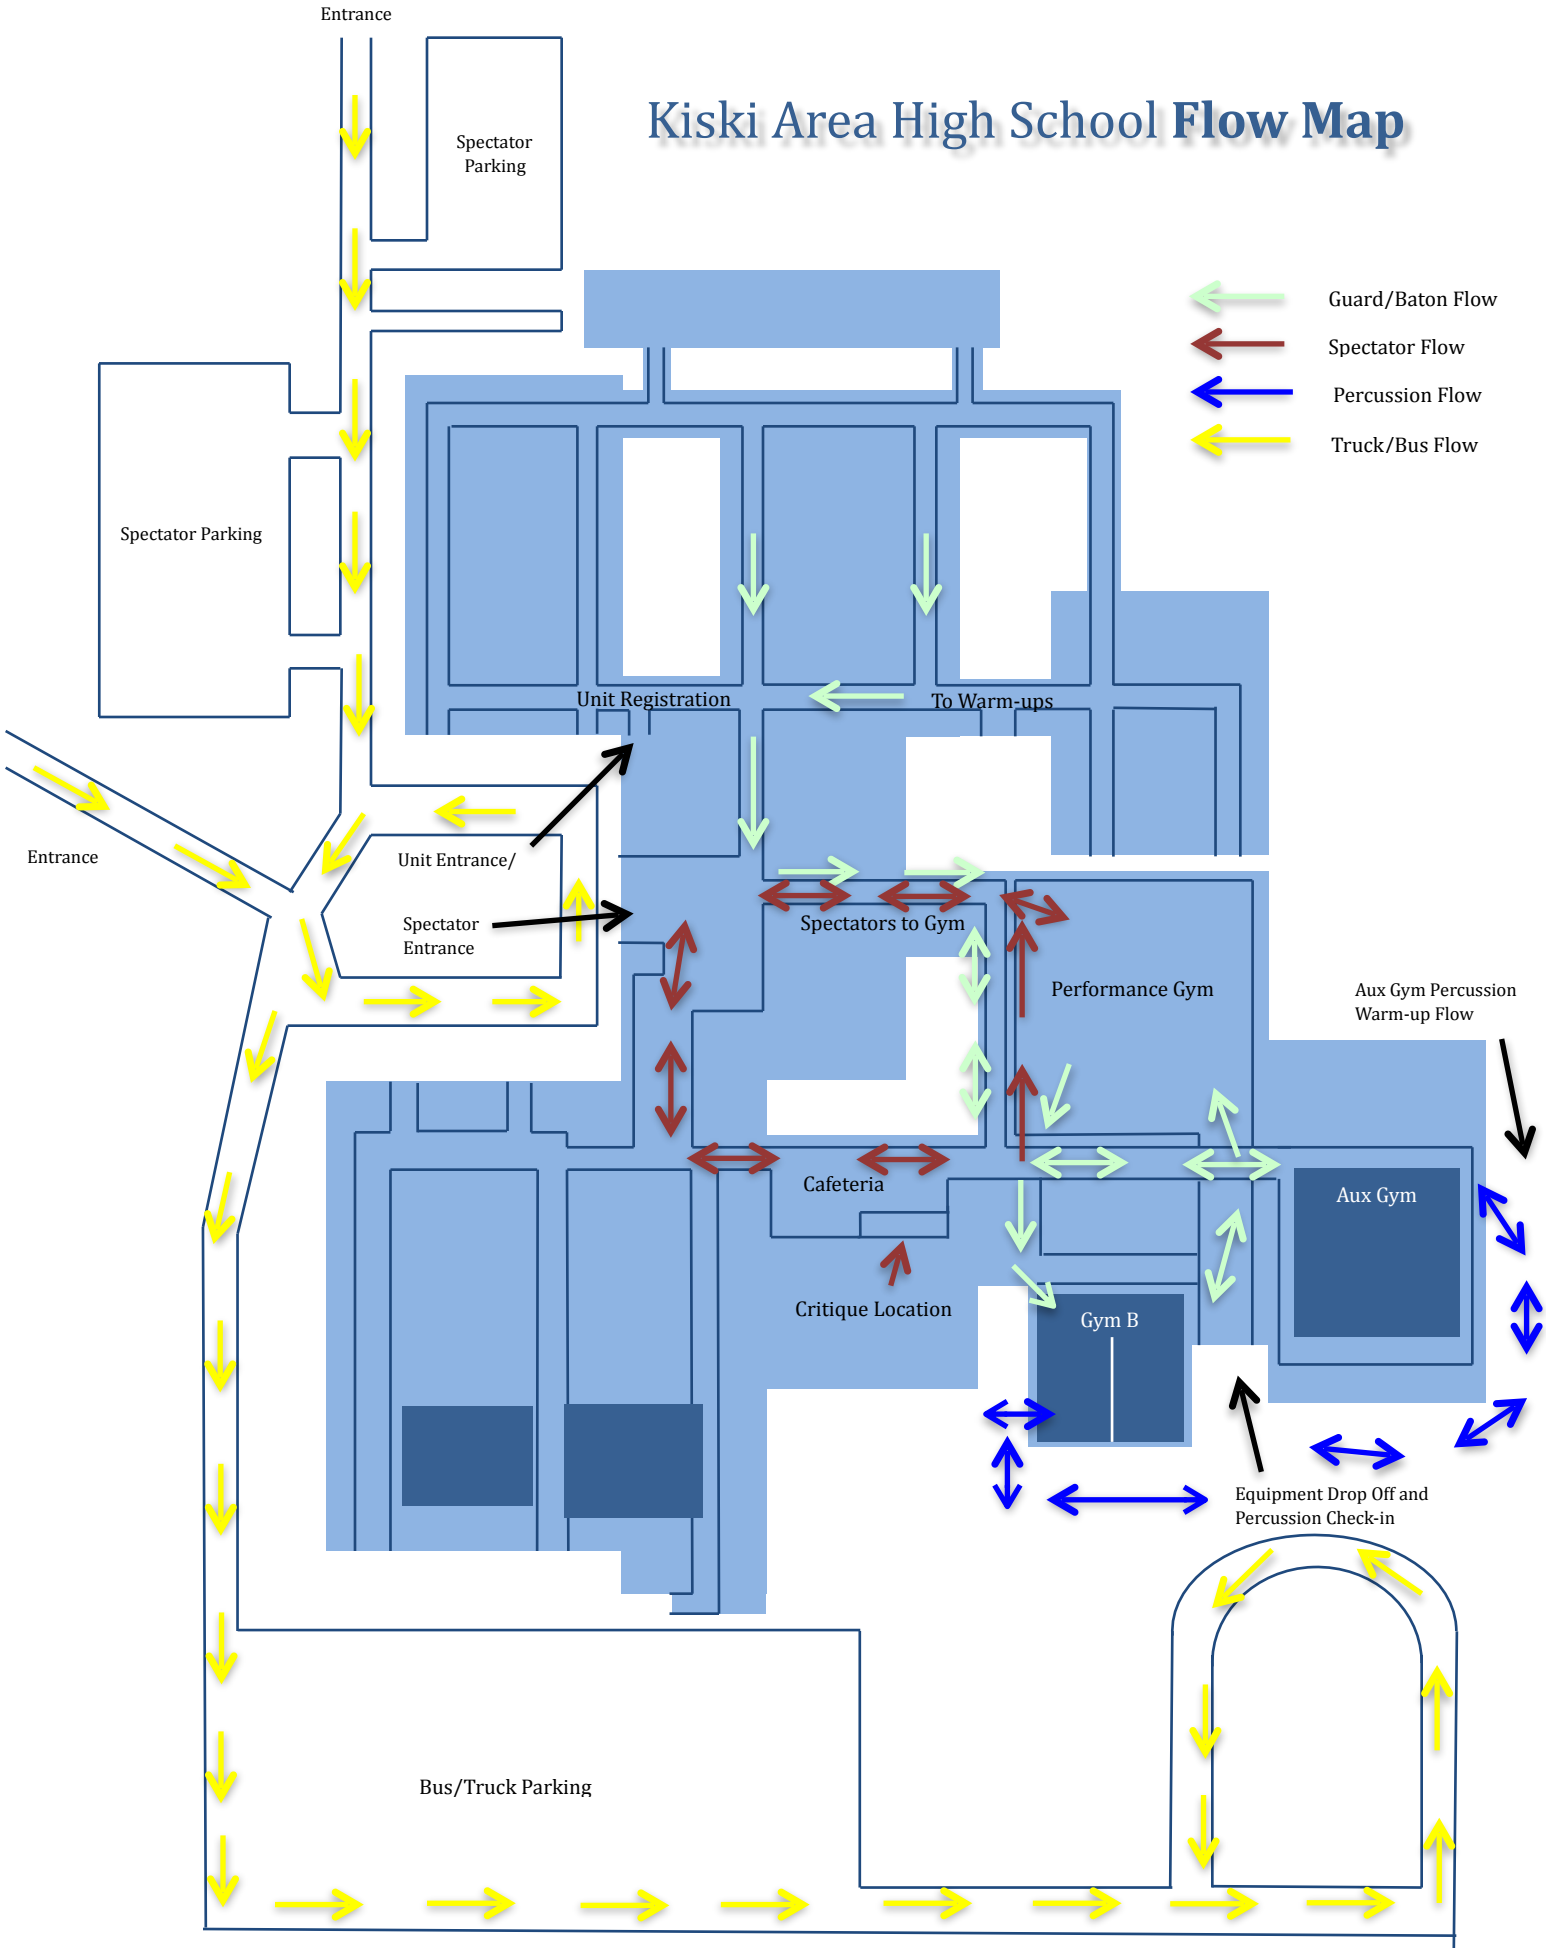 Entrance
Kiski Area High School Flow Map
Spectator
Parking
Guard/Baton Flow
Spectator Flow
Percussion Flow
Truck/Bus Flow
Spectator Parking
Unit Registration
To Warm-ups
Entrance
Unit Entrance/
Spectator
Entrance
Spectators to Gym
Performance Gym
Aux Gym Percussion
Warm-up Flow
Cafeteria
Aux Gym
Critique Location
Gym B
Equipment Drop Off and
Percussion Check-in
Bus/Truck Parking